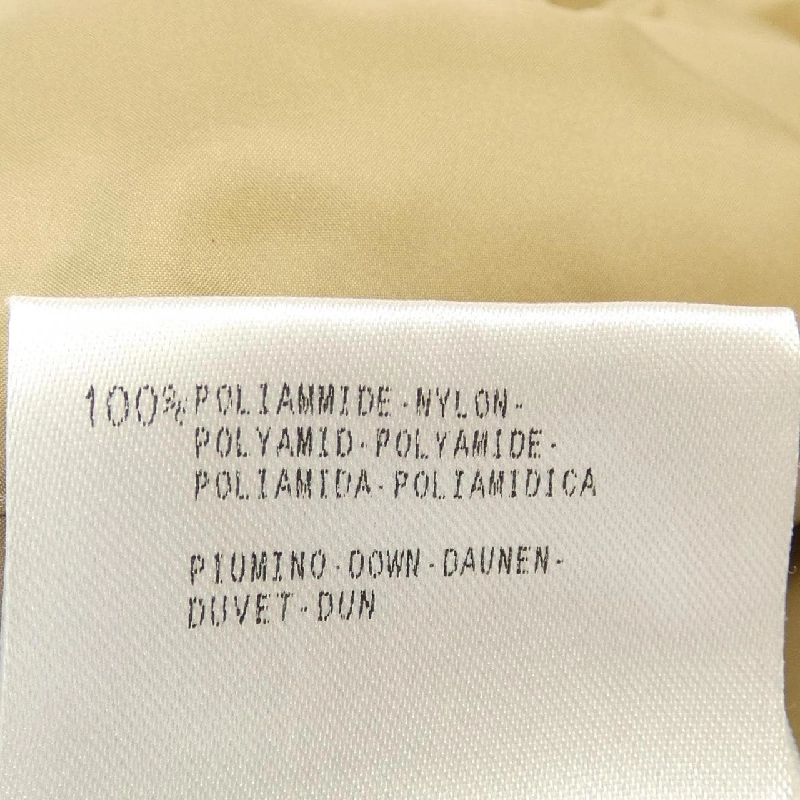 100% POLIAMMIDE-NYLON-
POLYAMID-POLYAMIDE-
POLIAMIDA-POLIAMIDICA
PIUMINO-DOWN-DAUNEN-
DUVET-DUN